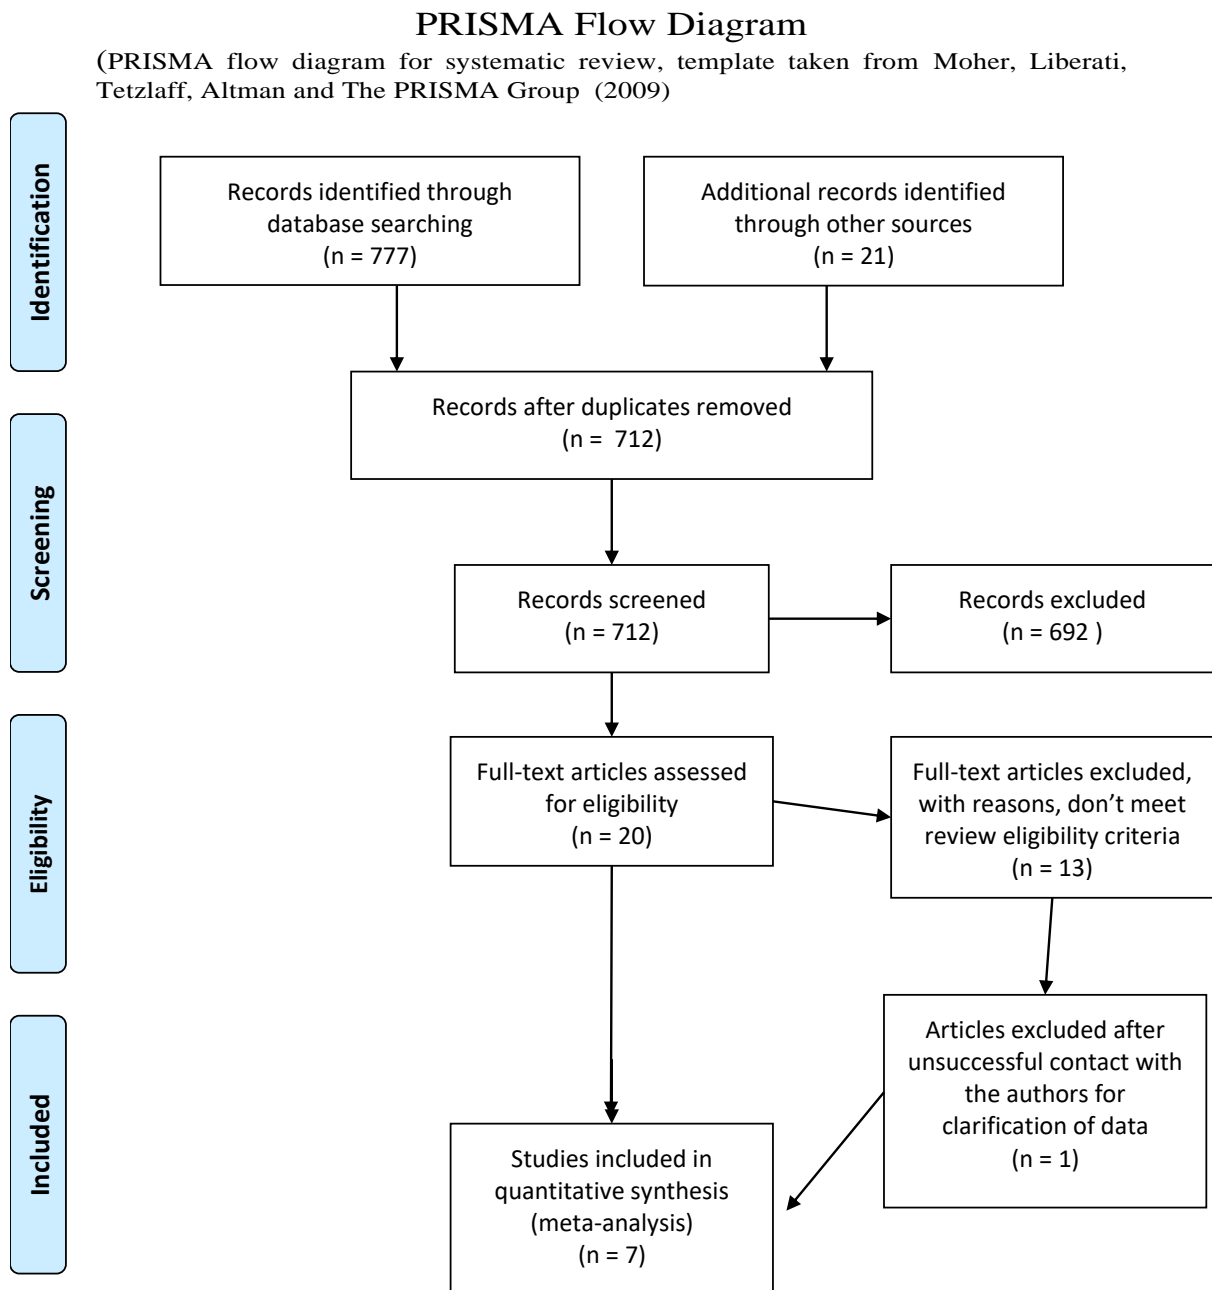 PRISMA Flow Diagram
(PRISMA flow diagram for systematic review, template taken from Moher, Liberati,
Tetzlaff, Altman and The PRISMA Group (2009)
Identification
Records identified through
database searching
(n = 777)
Additional records identified
through other sources
(n = 21)
Records after duplicates removed
(n = 712)
Screening
Records screened
(n = 712)
Records excluded
(n = 692 )
Eligibility
Full-text articles assessed
for eligibility
(n = 20)
Full-text articles excluded,
with reasons, don’t meet
review eligibility criteria
(n = 13)
Articles excluded after
unsuccessful contact with
the authors for
clarification of data
(n = 1)
Included
Studies included in
quantitative synthesis
(meta-analysis)
(n = 7)